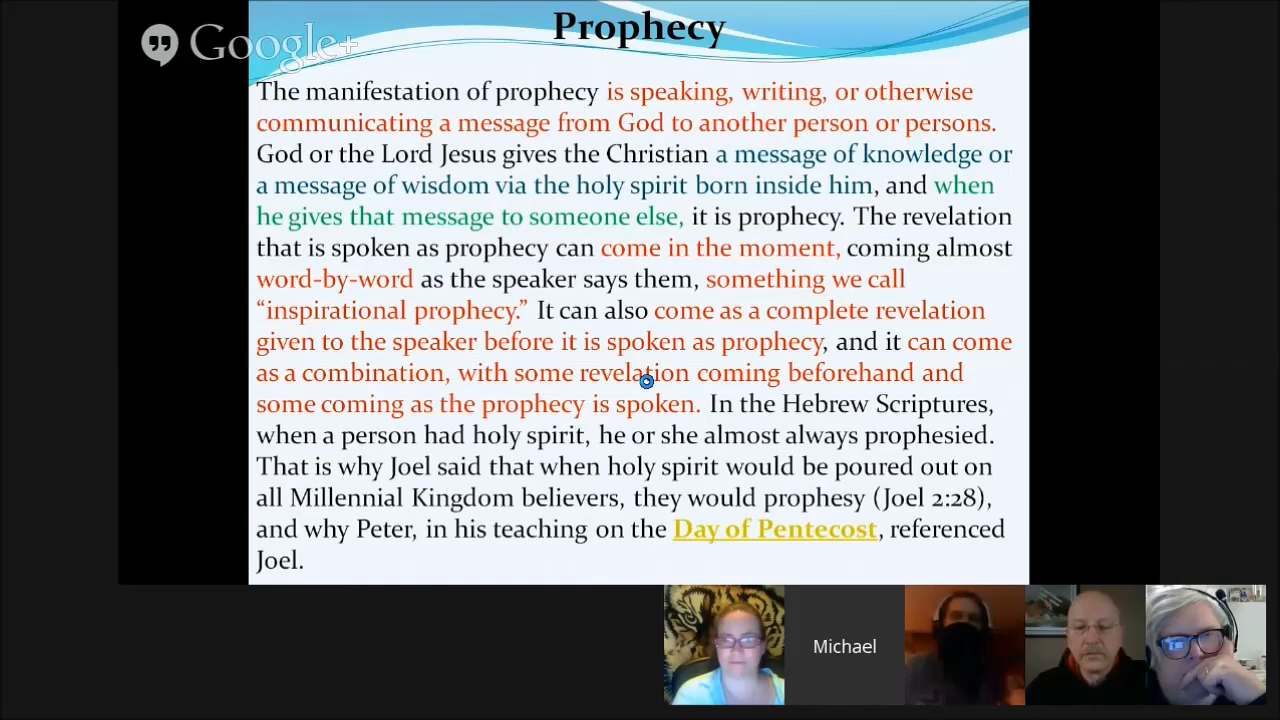 Prophecy
Google+
The manifestation of prophecy is speaking, writing, or otherwise
communicating a message from God to another person or persons.
God or the Lord Jesus gives the Christian a message of knowledge or
a message of wisdom via the holy spirit born inside him, and when
he gives that message to someone else, it is prophecy. The revelation
that is spoken as prophecy can come in the moment, coming almost
word-by-word as the speaker says them, something we call
“inspirational prophecy.” It can also come as a complete revelation
given to the speaker before it is spoken as prophecy, and it can come
as a combination, with some revelation coming beforehand and
some coming as the prophecy is spoken. In the Hebrew Scriptures,
when a person had holy spirit, he or she almost always prophesied.
That is why Joel said that when holy spirit would be poured out on
all Millennial Kingdom believers, they would prophesy (Joel 2:28),
and why Peter, in his teaching on the Day of Pentecost, referenced
Joel.
Michael